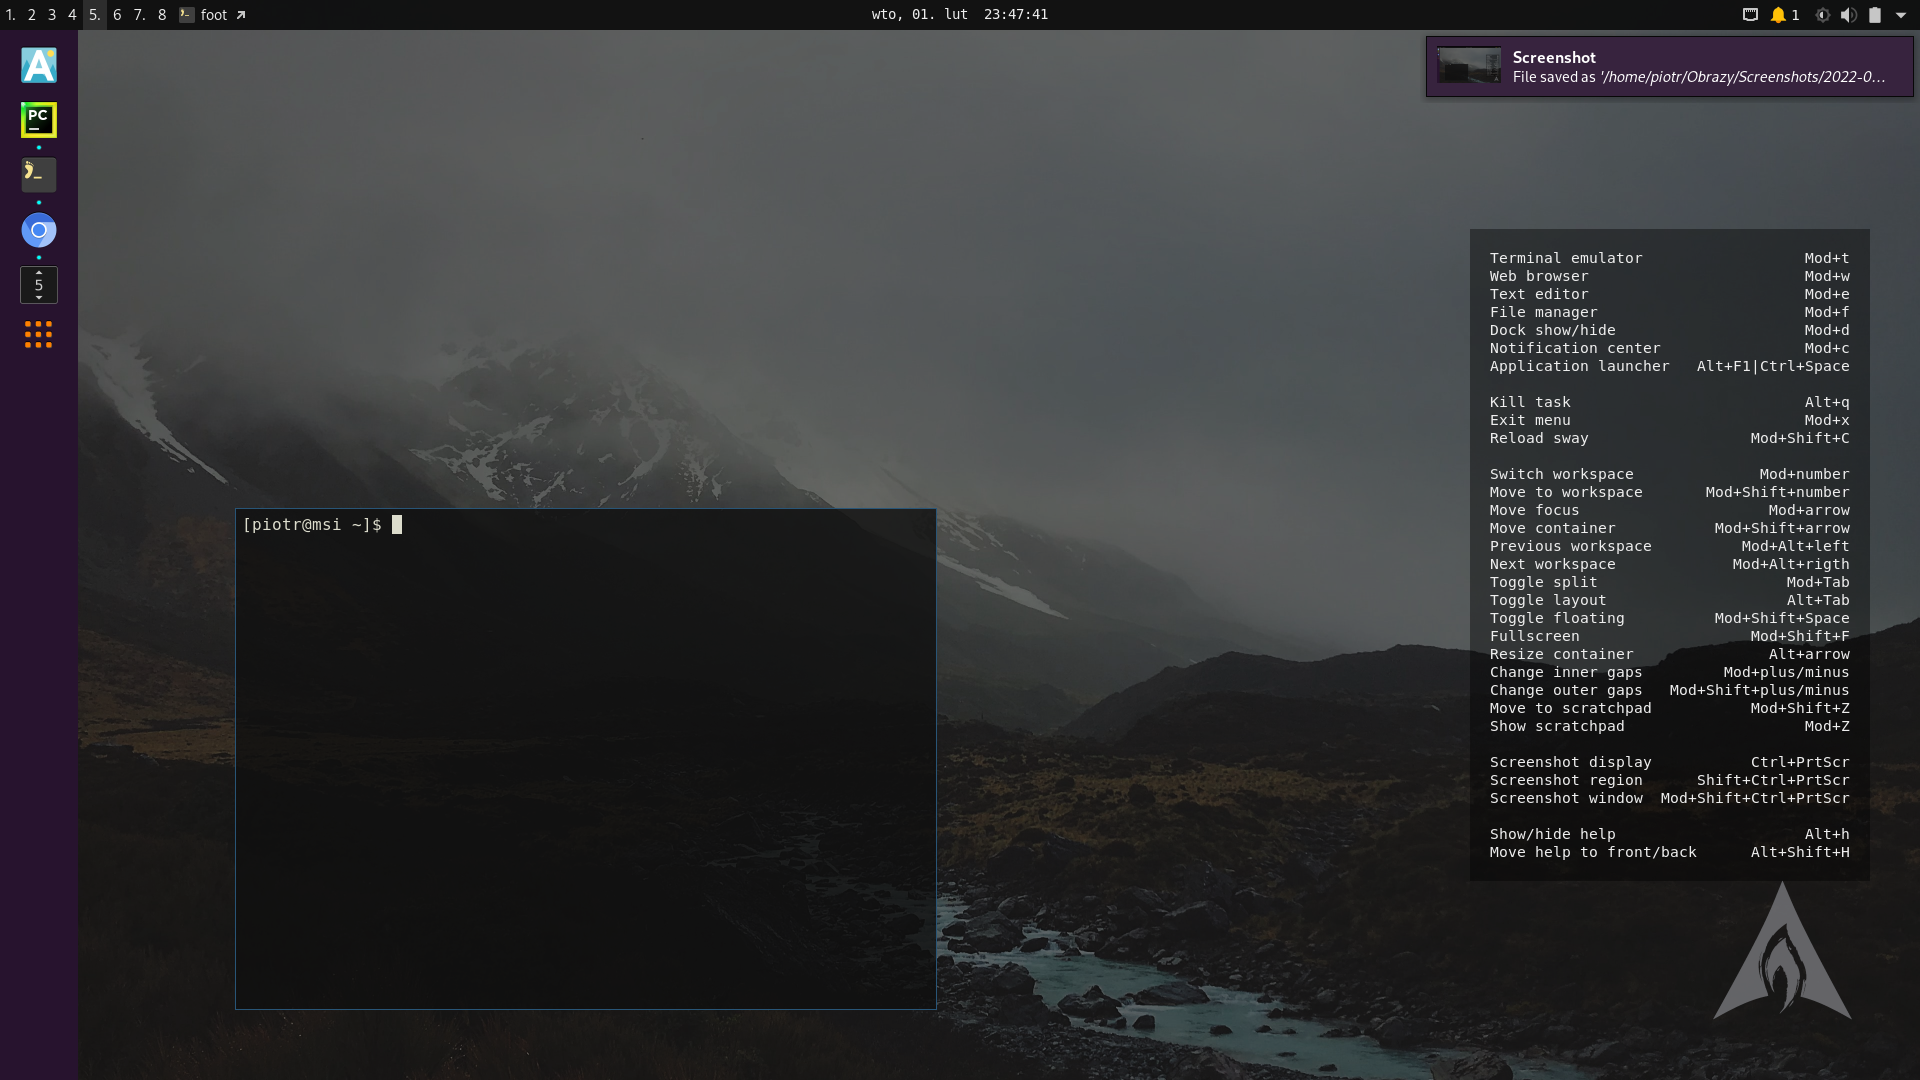 1. 2 3 4 5. 6 7. 8 foot
wto, 01. lut 23:47:41
1
Screenshot
File saved as '/home/piotr/Obrazy/Screenshots/2022-0...
A
PC
5
[piotr@msi ~]$
Terminal emulator Mod+t
Web browser Mod+w
Text editor Mod+e
File manager Mod+f
Dock show/hide Mod+d
Notification center Mod+c
Application launcher Alt+F1|Ctrl+Space
Kill task Alt+q
Exit menu Mod+x
Reload sway Mod+Shift+C
Switch workspace Mod+number
Move to workspace Mod+Shift+number
Move focus Mod+arrow
Move container Mod+Shift+arrow
Previous workspace Mod+Alt+left
Next workspace Mod+Alt+rigth
Toggle split Mod+Tab
Toggle layout Alt+Tab
Toggle floating Mod+Shift+Space
Fullscreen Mod+Shift+F
Resize container Alt+arrow
Change inner gaps Mod+plus/minus
Change outer gaps Mod+Shift+plus/minus
Move to scratchpad Mod+Shift+Z
Show scratchpad Mod+Z
Screenshot display Ctrl+PrtScr
Screenshot region Shift+Ctrl+PrtScr
Screenshot window Mod+Shift+Ctrl+PrtScr
Show/hide help Alt+h
Move help to front/back Alt+Shift+H